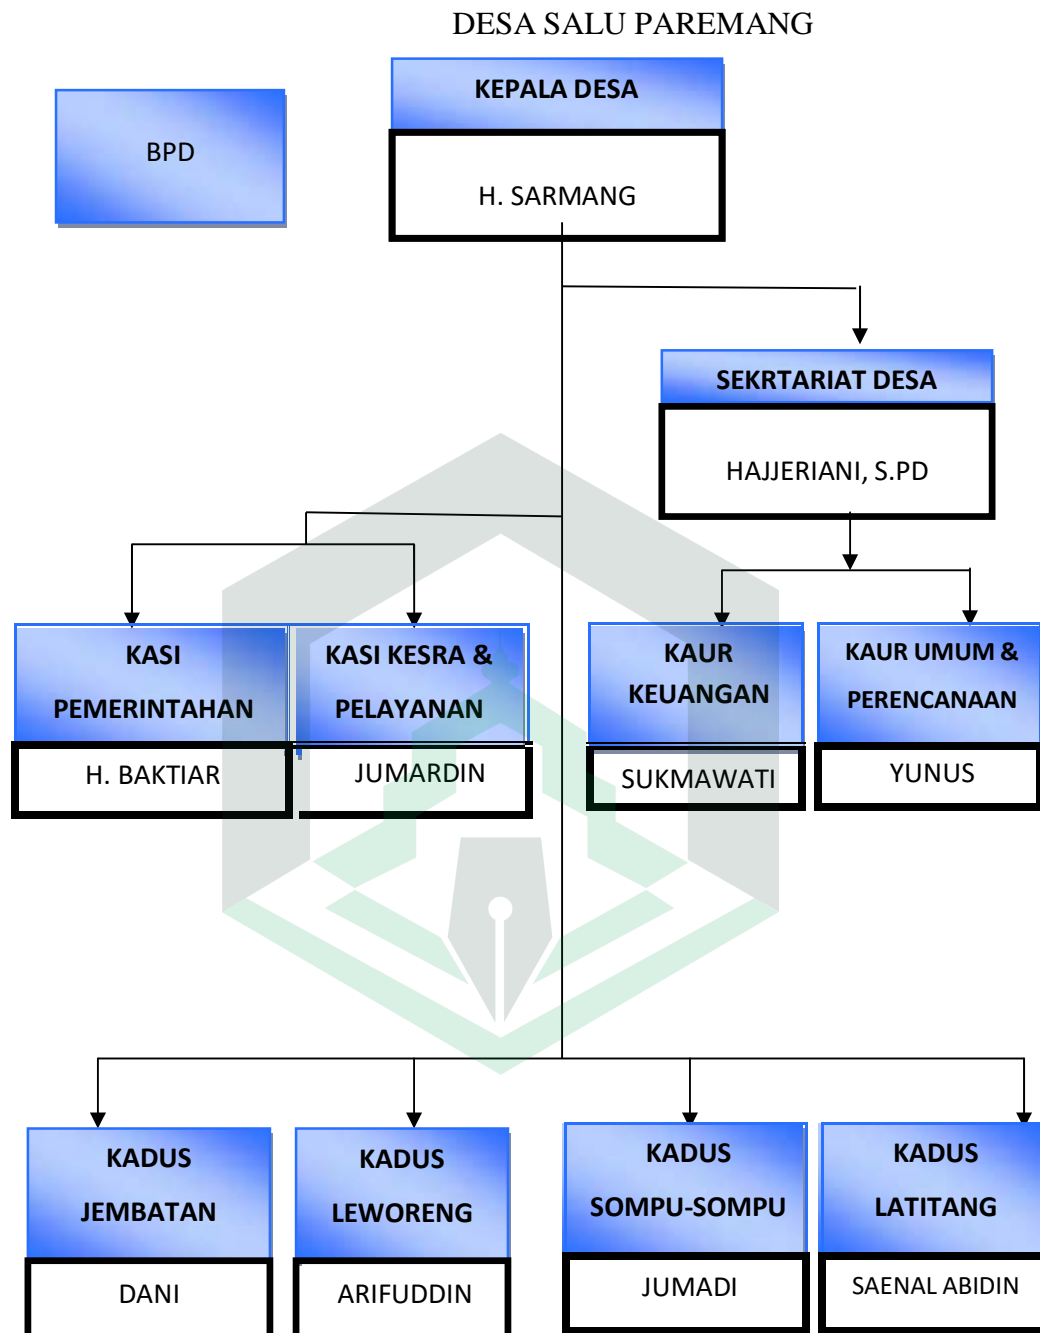 DESA SALU PAREMANG
KEPALA DESA
BPD
H. SARMANG
SEKRTARIAT DESA
HAJJERIANI, S.PD
KASI
PEMERINTAHAN
H. BAKTIAR
KASI KESRA &
PELAYANAN
JUMARDIN
KAUR
KEUANGAN
SUKMAWATI
KAUR UMUM &
PERENCANAAN
YUNUS
KADUS
JEMBATAN
DANI
KADUS
LEWORENG
ARIFUDDIN
KADUS
SOMPU-SOMPU
JUMADI
KADUS
LATITANG
SAENAL ABIDIN